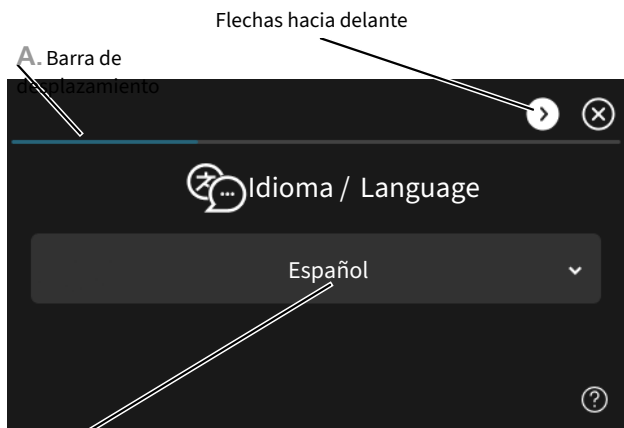 Flechas hacia delante
A. Barra de
desplazamiento
Idioma / Language
Español